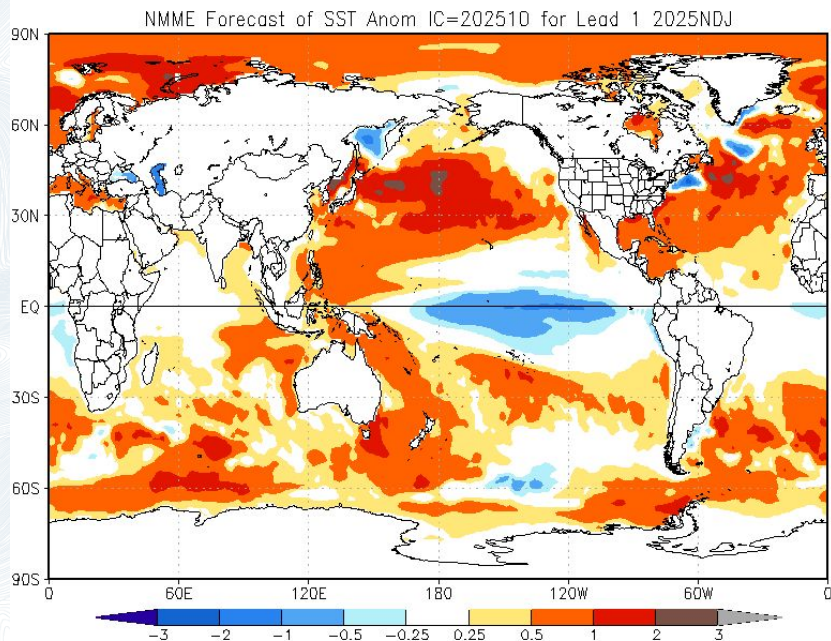 NMME Forecast of SST Anom IC=202510 for Lead 1 2025NDJ
90N
60N
30N
EQ
30S
60S
90S
0 60E 120E 180 120W 60W 0
-3 -2 -1 -0.5 -0.25 0.25 0.5 1 2 3